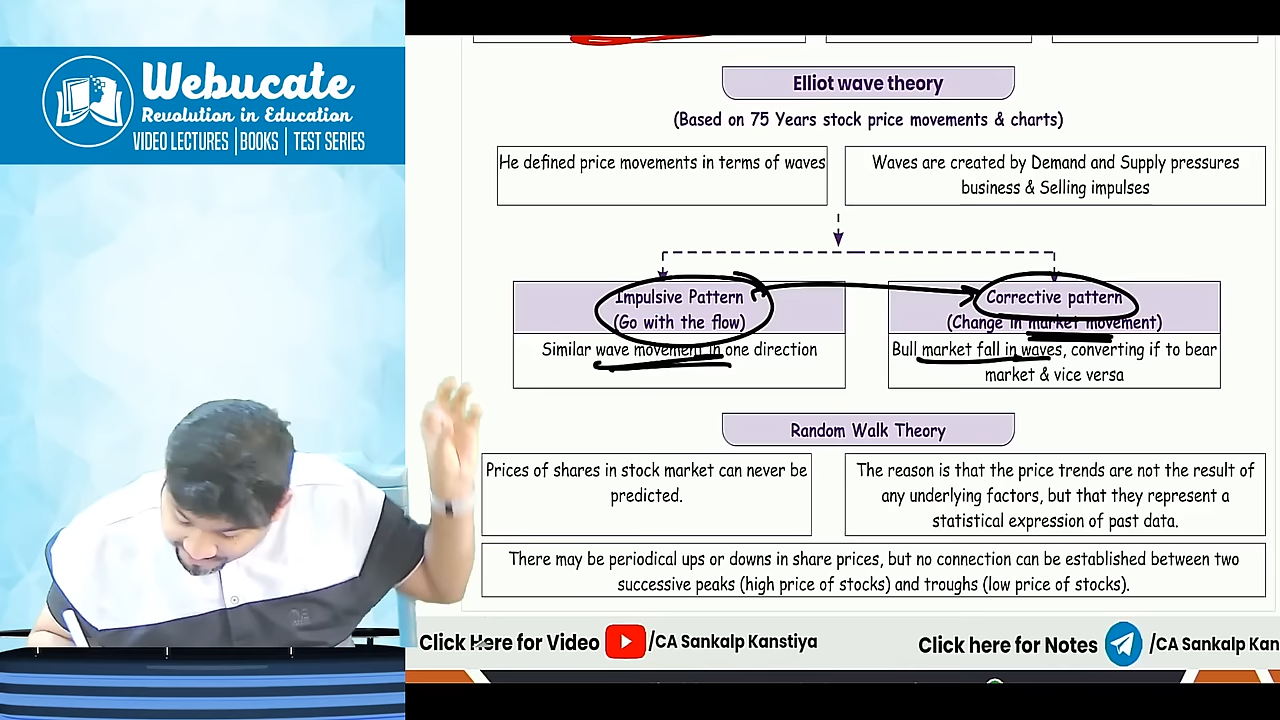 Webucate
Revolution in Education
VIDEO LECTURES | BOOKS | TEST SERIES
Elliot wave theory
(Based on 75 Years stock price movements & charts)
He defined price movements in terms of waves
Waves are created by Demand and Supply pressures
business & Selling impulses
Impulsive Pattern
(Go with the flow)
Similar wave movement in one direction
Corrective pattern
(Change in market movement)
Bull market fall in waves, converting if to bear
market & vice versa
Random Walk Theory
Prices of shares in stock market can never be
predicted.
The reason is that the price trends are not the result of
any underlying factors, but that they represent a
statistical expression of past data.
There may be periodical ups or downs in share prices, but no connection can be established between two
successive peaks (high price of stocks) and troughs (low price of stocks).
Click Here for Video /CA Sankalp Kanstiya
Click here for Notes /CA Sankalp Kan